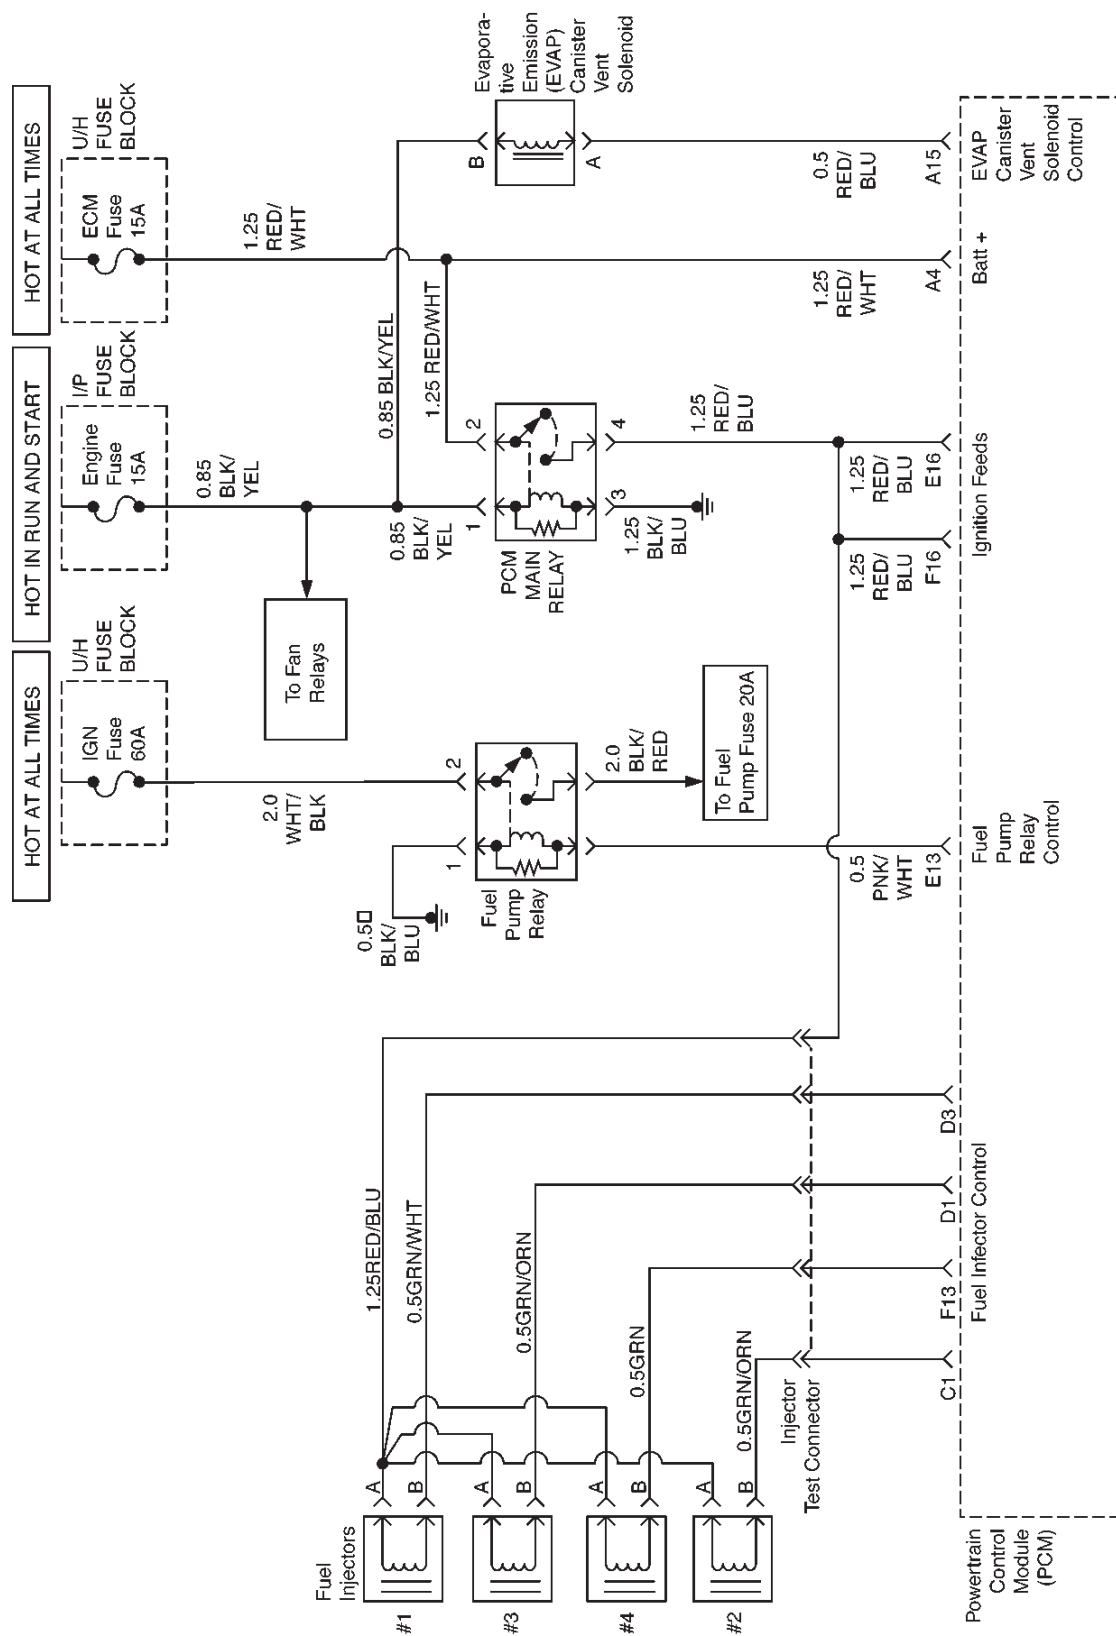 HOT AT ALL TIMES
HOT IN RUN AND START
HOT AT ALL TIMES
U/H
FUSE
BLOCK
I/P
FUSE
BLOCK
U/H
FUSE
BLOCK
IGN
Fuse
60A
Engine
Fuse
15A
ECM
Fuse
15A
2.0
WHT/
BLK
0.85
BLK/
YEL
1.25
RED/
WHT
To Fan
Relays
0.85 BLK/YEL
1.25 RED/WHT
0.85
BLK/
YEL
0.5□
BLK/
BLU
1
2
1
2
B
Evapora-
tive
Emission
(EVAP)
Canister
Vent
Solenoid
A
Fuel
Pump
Relay
PCM
MAIN
RELAY
3
4
2.0
BLK/
RED
1.25
BLK/
BLU
1.25
RED/
BLU
To Fuel
Pump Fuse 20A
0.5
PNK/
WHT
E13
1.25
RED/
BLU
F16
1.25
RED/
BLU
E16
1.25
RED/
WHT
A4
0.5
RED/
BLU
A15
Fuel
Pump
Relay
Control
Ignition Feeds
Batt +
EVAP
Canister
Vent
Solenoid
Control
Fuel
Injectors
#1
A
B
#3
A
B
#4
A
B
#2
A
B
1.25RED/BLU
0.5GRN/WHT
0.5GRN/ORN
0.5GRN
0.5GRN/ORN
Injector
Test Connector
C1
F13
D1
D3
Fuel Infector Control
Powertrain
Control
Module
(PCM)